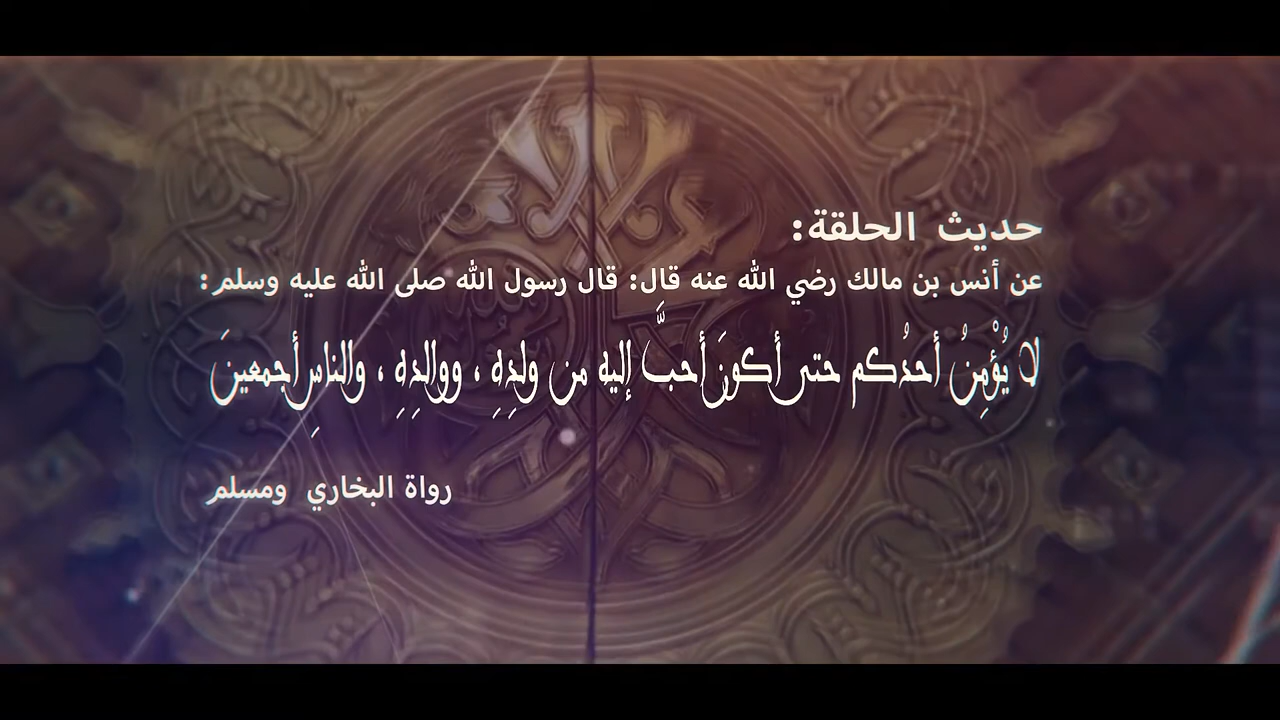 حديث الحلقة:
عن أنس بن مالك رضي الله عنه قال: قال رسول الله صلى الله عليه وسلم:
لا يُؤْمِنُ أحدُكم حتى أكونَ أحبَّ إليه من ولدِهِ ، ووالدِهِ ، والناسِ أجمعينَ
رواة البخاري ومسلم